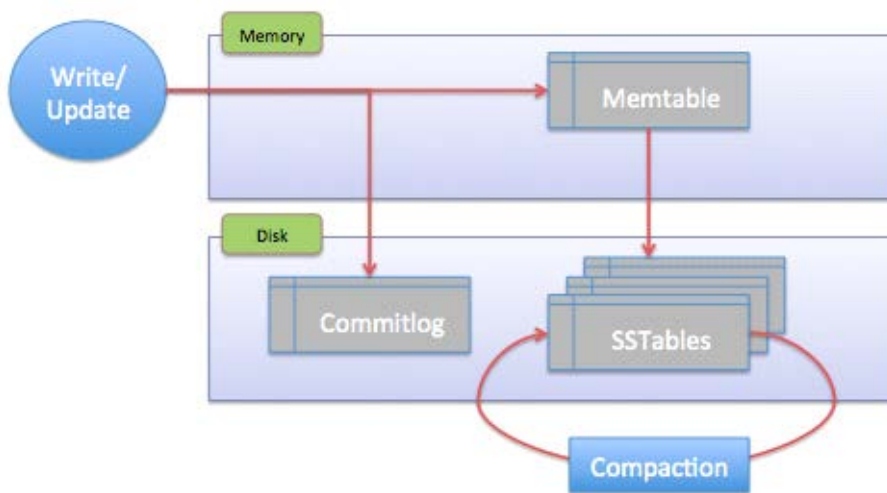 Memory
Write/
Update
Memtable
Disk
Commitlog
SSTables
Compaction